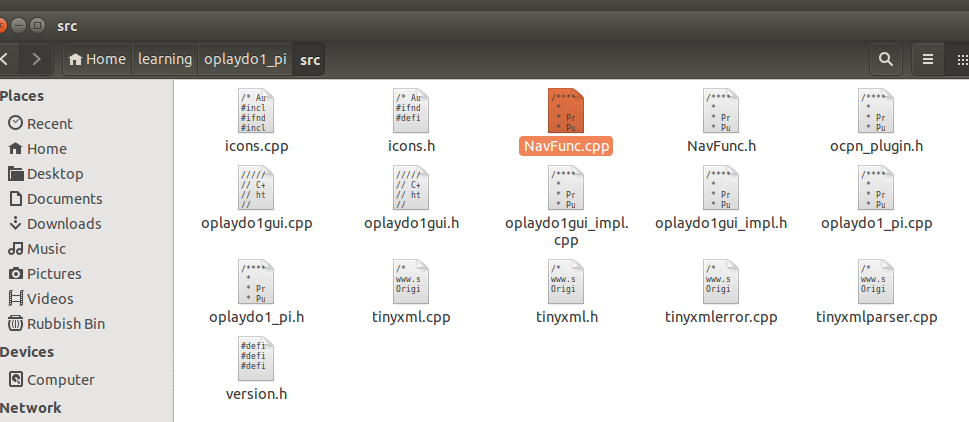 src
Home learning oplaydo1_pi src
Places
Recent
Home
Desktop
Documents
Downloads
Music
Pictures
Videos
Rubbish Bin
Devices
Computer
Network
/* Au
#incl
#ifnd
#incl
icons.cpp
/* Au
#ifnd
#defi
icons.h
/****
*
* Pr
* Pu
NavFunc.cpp
/****
*
* Pr
* Pu
NavFunc.h
/****
*
* Pr
* Pu
ocpn_plugin.h
/////
// C+
// ht
//
oplaydo1gui.cpp
/////
// C+
// ht
//
oplaydo1gui.h
/****
*
* Pr
* Pu
oplaydo1gui_impl.
cpp
/****
*
* Pr
* Pu
oplaydo1gui_impl.h
/****
*
* Pr
* Pu
oplaydo1_pi.cpp
/****
*
* Pr
* Pu
oplaydo1_pi.h
/*
www.s
Origi
tinyxml.cpp
/*
www.s
Origi
tinyxml.h
/*
www.s
Origi
tinyxmlerror.cpp
/*
www.s
Origi
tinyxmlparser.cpp
#defi
#defi
#defi
version.h